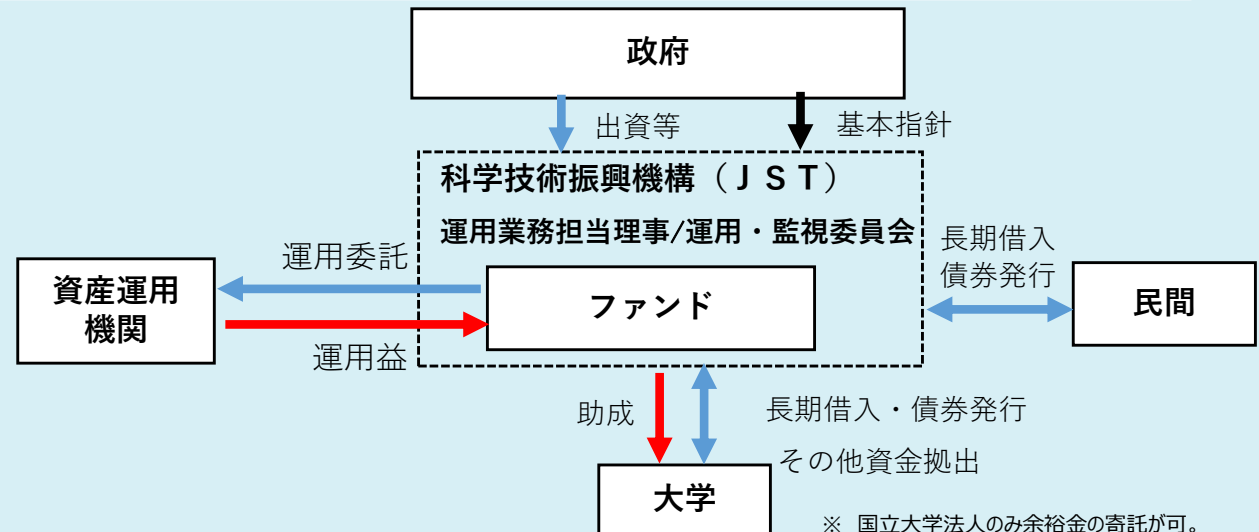 政府
出資等
基本指針
科学技術振興機構（ＪＳＴ）
運用業務担当理事/運用・監視委員会
運用委託
長期借入
債券発行
資産運用
機関
ファンド
民間
運用益
助成
長期借入・債券発行
その他資金拠出
大学
※ 国立大学法人のみ余裕金の寄託が可。